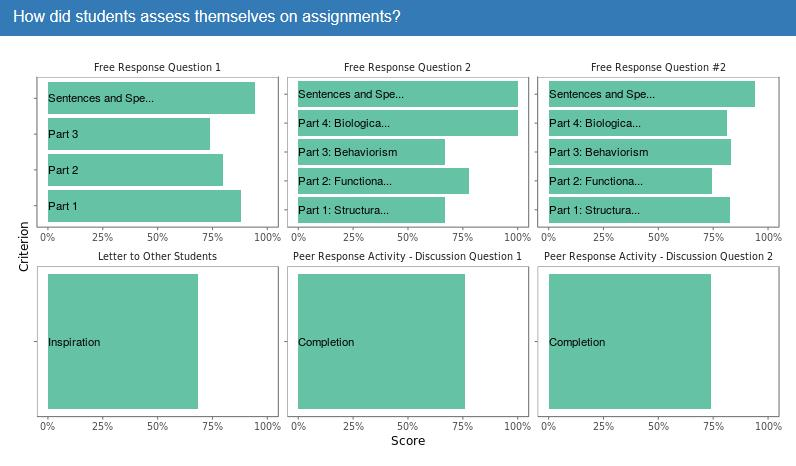 How did students assess themselves on assignments?
Free Response Question 1
Sentences and Spe...
Part 3
Part 2
Part 1
0% 25% 50% 75% 100%
Free Response Question 2
Sentences and Spe...
Part 4: Biologica...
Part 3: Behaviorism
Part 2: Functiona...
Part 1: Structura...
0% 25% 50% 75% 100%
Free Response Question #2
Sentences and Spe...
Part 4: Biologica...
Part 3: Behaviorism
Part 2: Functiona...
Part 1: Structura...
0% 25% 50% 75% 100%
Criterion
Letter to Other Students
Inspiration
0% 25% 50% 75% 100%
Peer Response Activity - Discussion Question 1
Completion
0% 25% 50% 75% 100%
Peer Response Activity - Discussion Question 2
Completion
0% 25% 50% 75% 100%
Score